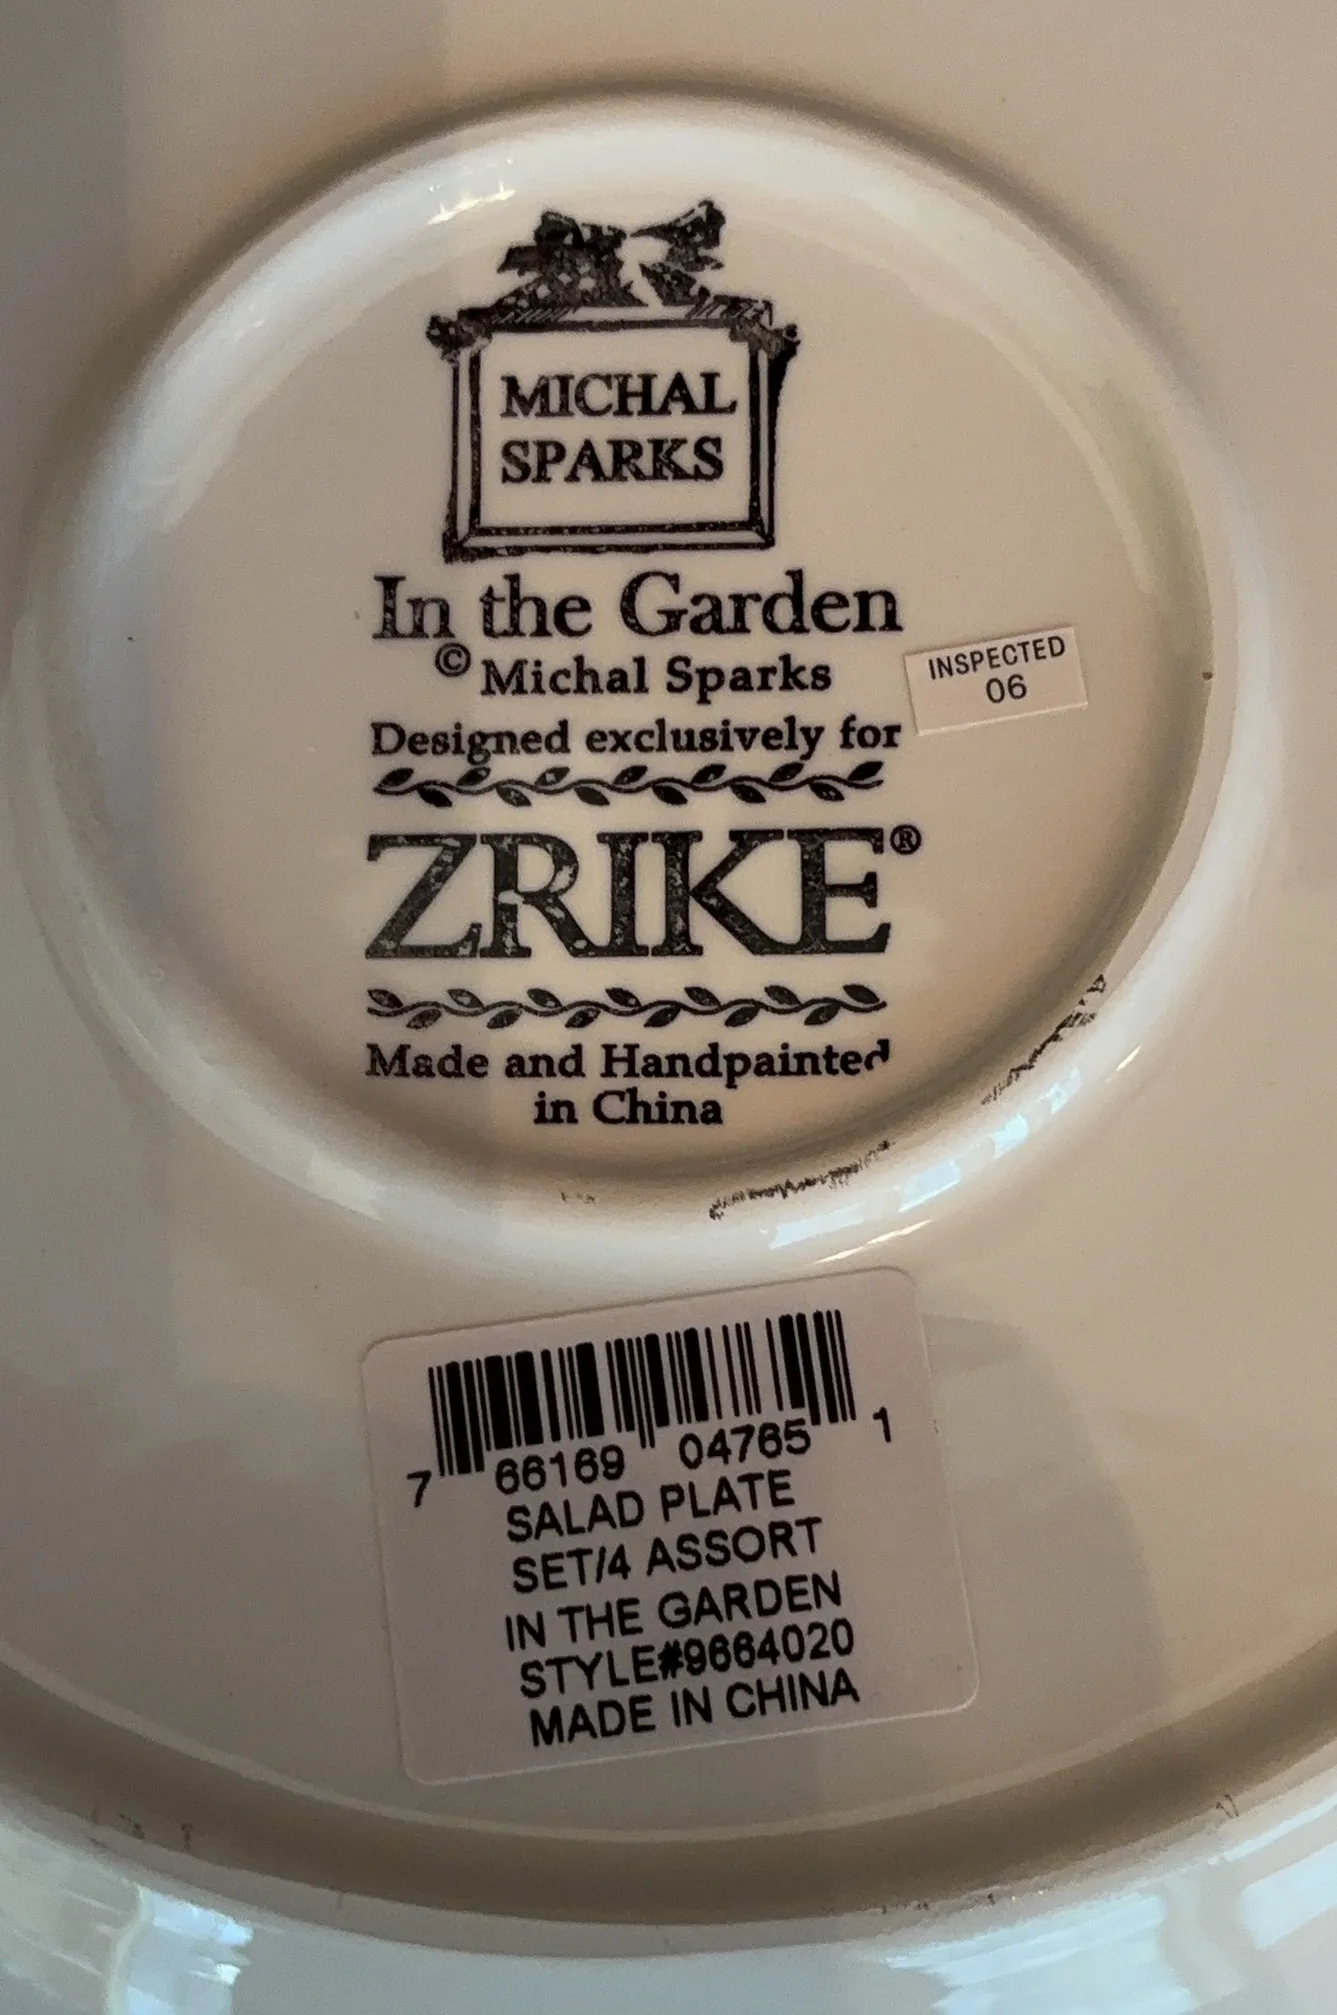 MICHAL
SPARKS
In the Garden
© Michal Sparks
INSPECTED
06
Designed exclusively for
ZRIKE®
Made and Handpainted
in China
7 66169 04765 1
SALAD PLATE
SET/4 ASSORT
IN THE GARDEN
STYLE#9664020
MADE IN CHINA